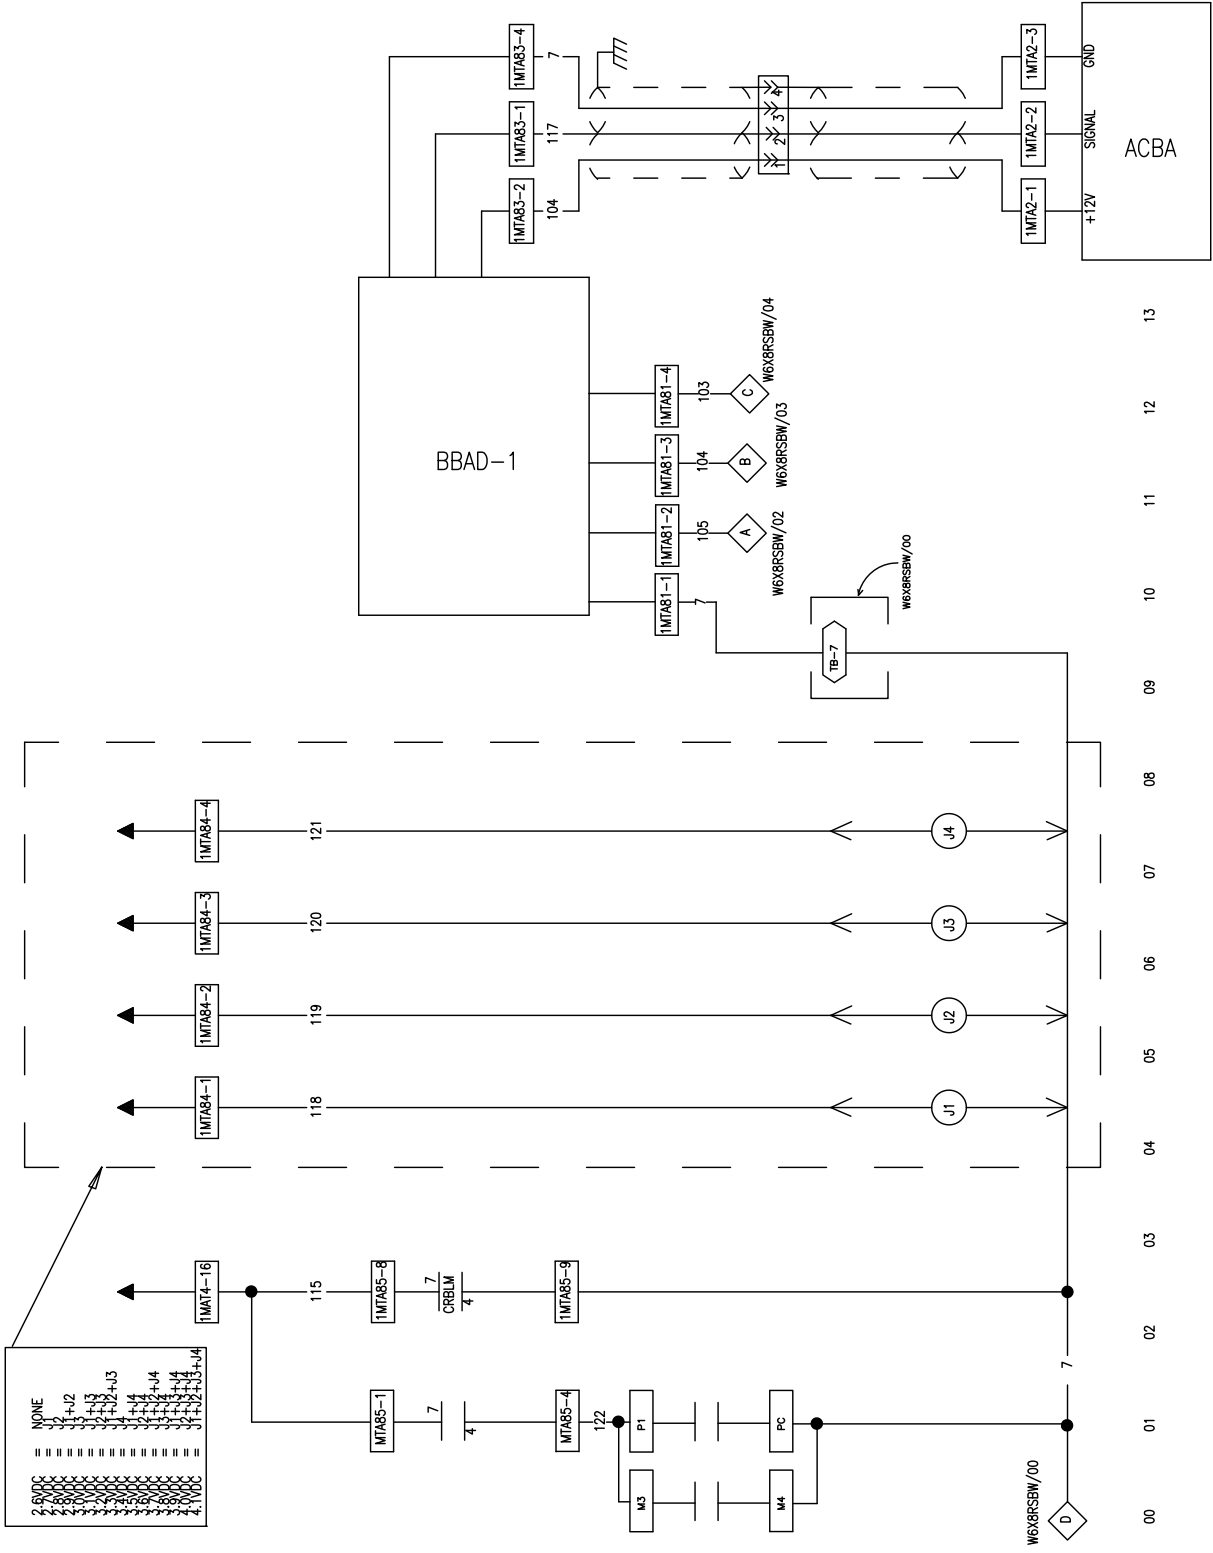 2.6VDC = NONE
2.7VDC = J1
2.8VDC = J2
2.9VDC = J1+J2
3.0VDC = J3
3.1VDC = J1+J3
3.2VDC = J2+J3
3.3VDC = J1+J2+J3
3.4VDC = J4
3.5VDC = J1+J4
3.6VDC = J2+J4
3.7VDC = J1+J2+J4
3.8VDC = J3+J4
3.9VDC = J1+J3+J4
4.0VDC = J2+J3+J4
4.1VDC = J1+J2+J3+J4
1MAT4-16
115
1MTA85-8
7
CRBLM
4
1MTA85-9
MTA85-1
7
4
MTA85-4
122
P1
PC
M3
M4
7
W6X8RSBW/00
D
1MTA84-1
118
J1
1MTA84-2
119
J2
1MTA84-3
120
J3
1MTA84-4
121
J4
BBAD-1
1MTA81-1
7
TB-7
W6X8RSBW/00
1MTA81-2
105
A
W6X8RSBW/02
1MTA81-3
104
B
W6X8RSBW/03
1MTA81-4
103
C
W6X8RSBW/04
1MTA83-4
7
1MTA83-1
117
1MTA83-2
104
4
3
2
1
1MTA2-3
GND
1MTA2-2
SIGNAL
1MTA2-1
+12V
ACBA
00
01
02
03
04
05
06
07
08
09
10
11
12
13